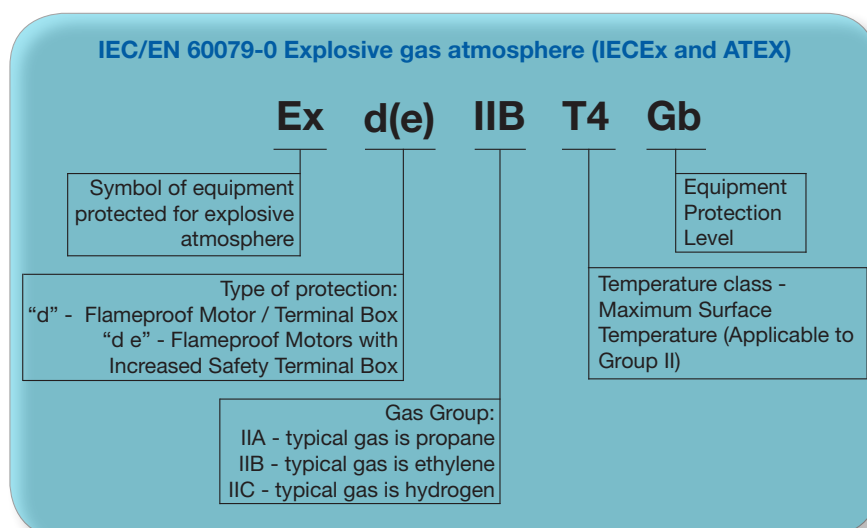 IEC/EN 60079-0 Explosive gas atmosphere (IECEx and ATEX)
Ex d(e) IIB T4 Gb
Symbol of equipment
protected for explosive
atmosphere
Equipment
Protection
Level
Type of protection:
“d” - Flameproof Motor / Terminal Box
“d e” - Flameproof Motors with
Increased Safety Terminal Box
Temperature class -
Maximum Surface
Temperature (Applicable to
Group II)
Gas Group:
IIA - typical gas is propane
IIB - typical gas is ethylene
IIC - typical gas is hydrogen